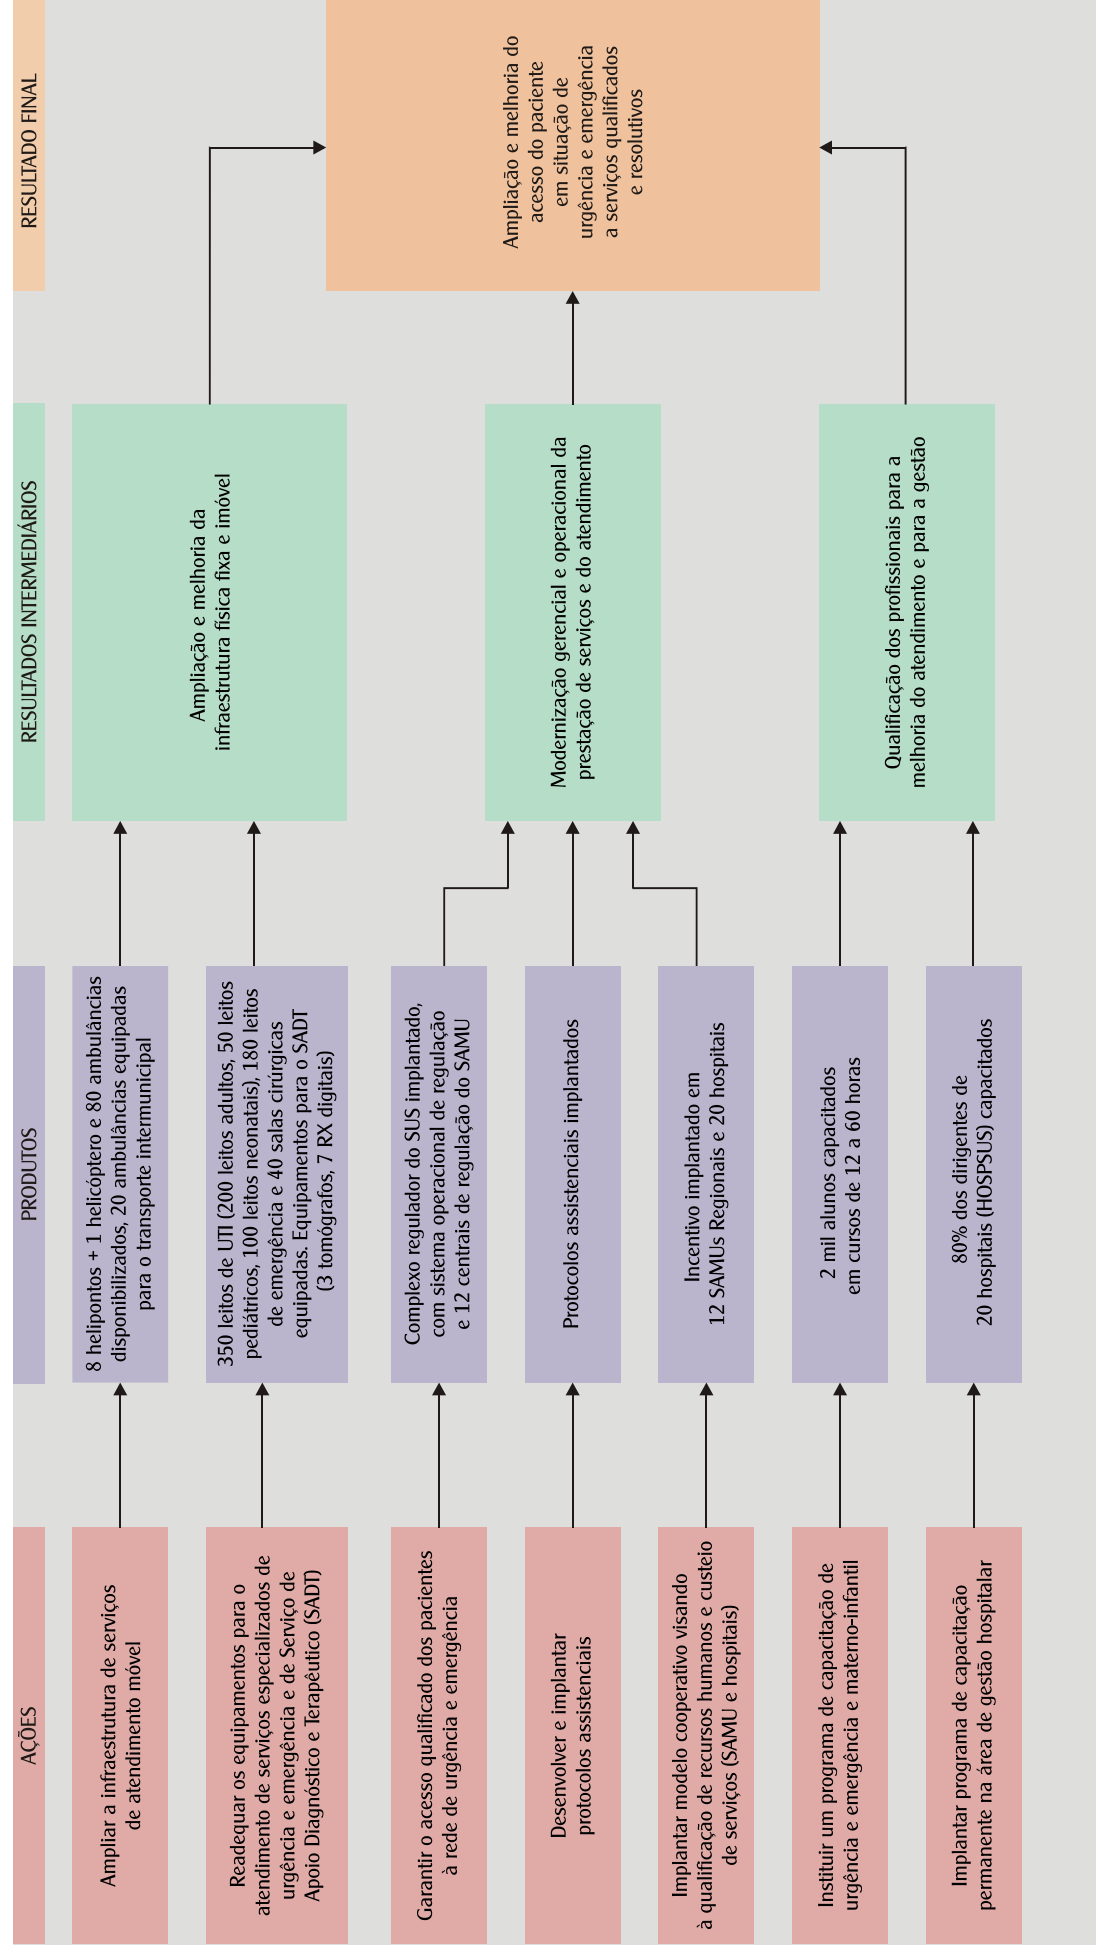 AÇÕES
Ampliar a infraestrutura de serviços
de atendimento móvel
Readequar os equipamentos para o
atendimento de serviços especializados de
urgência e emergência e de Serviço de
Apoio Diagnóstico e Terapêutico (SADT)
Garantir o acesso qualificado dos pacientes
à rede de urgência e emergência
Desenvolver e implantar
protocolos assistenciais
Implantar modelo cooperativo visando
à qualificação de recursos humanos e custeio
de serviços (SAMU e hospitais)
Instituir um programa de capacitação de
urgência e emergência e materno-infantil
Implantar programa de capacitação
permanente na área de gestão hospitalar
PRODUTOS
8 helipontos + 1 helicóptero e 80 ambulâncias
disponibilizados, 20 ambulâncias equipadas
para o transporte intermunicipal
350 leitos de UTI (200 leitos adultos, 50 leitos
pediátricos, 100 leitos neonatais), 180 leitos
de emergência e 40 salas cirúrgicas
equipadas. Equipamentos para o SADT
(3 tomógrafos, 7 RX digitais)
Complexo regulador do SUS implantado,
com sistema operacional de regulação
e 12 centrais de regulação do SAMU
Protocolos assistenciais implantados
Incentivo implantado em
12 SAMUs Regionais e 20 hospitais
2 mil alunos capacitados
em cursos de 12 a 60 horas
80% dos dirigentes de
20 hospitais (HOSPSUS) capacitados
RESULTADOS INTERMEDIÁRIOS
Ampliação e melhoria da
infraestrutura física fixa e imóvel
Modernização gerencial e operacional da
prestação de serviços e do atendimento
Qualificação dos profissionais para a
melhoria do atendimento e para a gestão
RESULTADO FINAL
Ampliação e melhoria do
acesso do paciente
em situação de
urgência e emergência
a serviços qualificados
e resolutivos